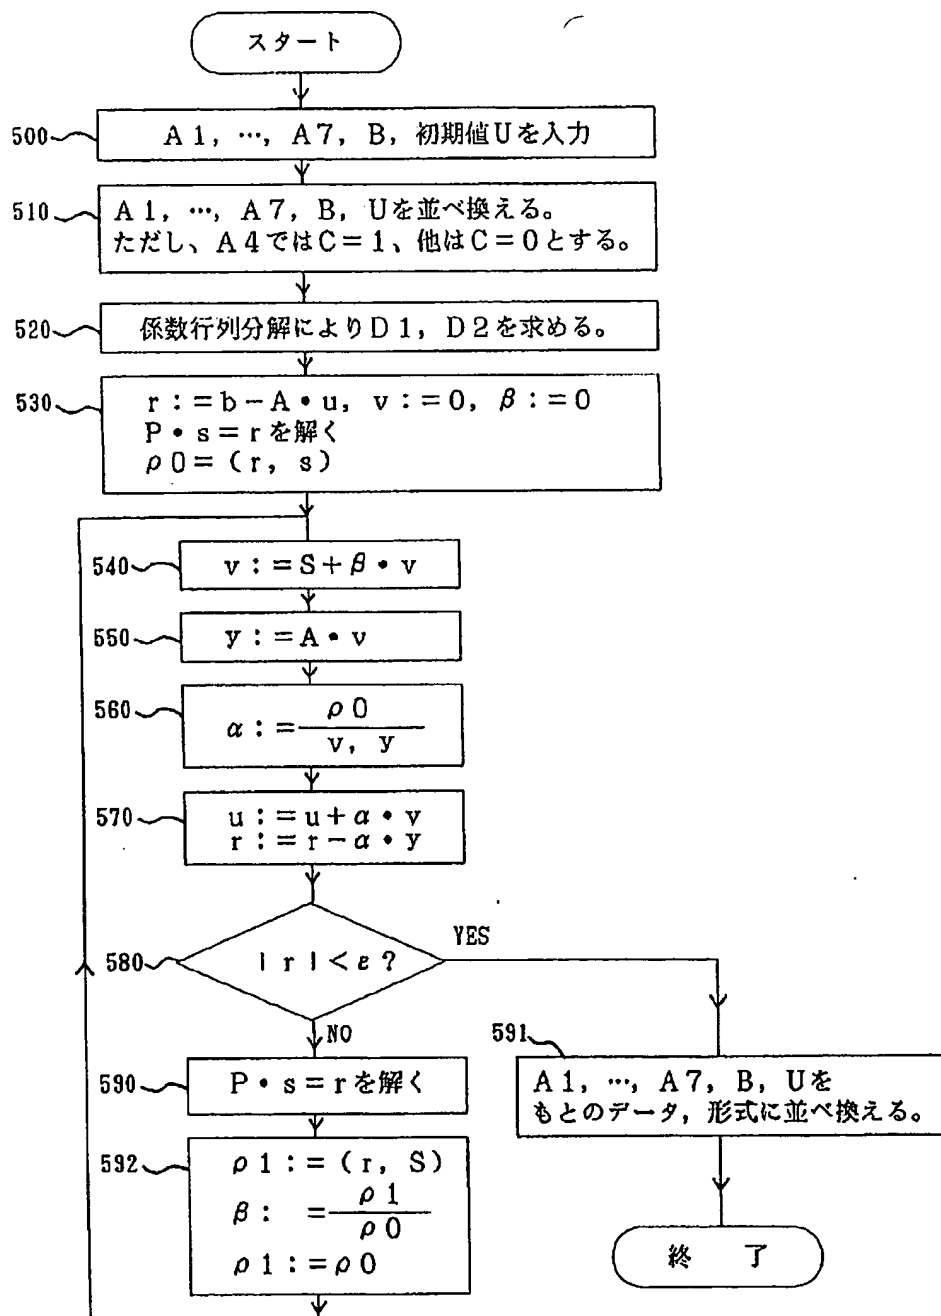 スタート
500 A1, …, A7, B, 初期値Uを入力
510 A1, …, A7, B, Uを並べ換える。
ただし、A4ではC=1、他はC=0とする。
520 係数行列分解によりD1, D2を求める。
530 r:=b-A・u, v:=0, β:=0
P・s=rを解く
ρ0=(r, s)
540 v:=S+β・v
550 y:=A・v
560 α:=ρ0
v, y
570 u:=u+α・v
r:=r-α・y
580 |r|<ε?
YES
NO
590 P・s=rを解く
591
A1, …, A7, B, Uを
もとのデータ, 形式に並べ換える。
592 ρ1:=(r, S)
β: =ρ1
ρ0
ρ1:=ρ0
終 了